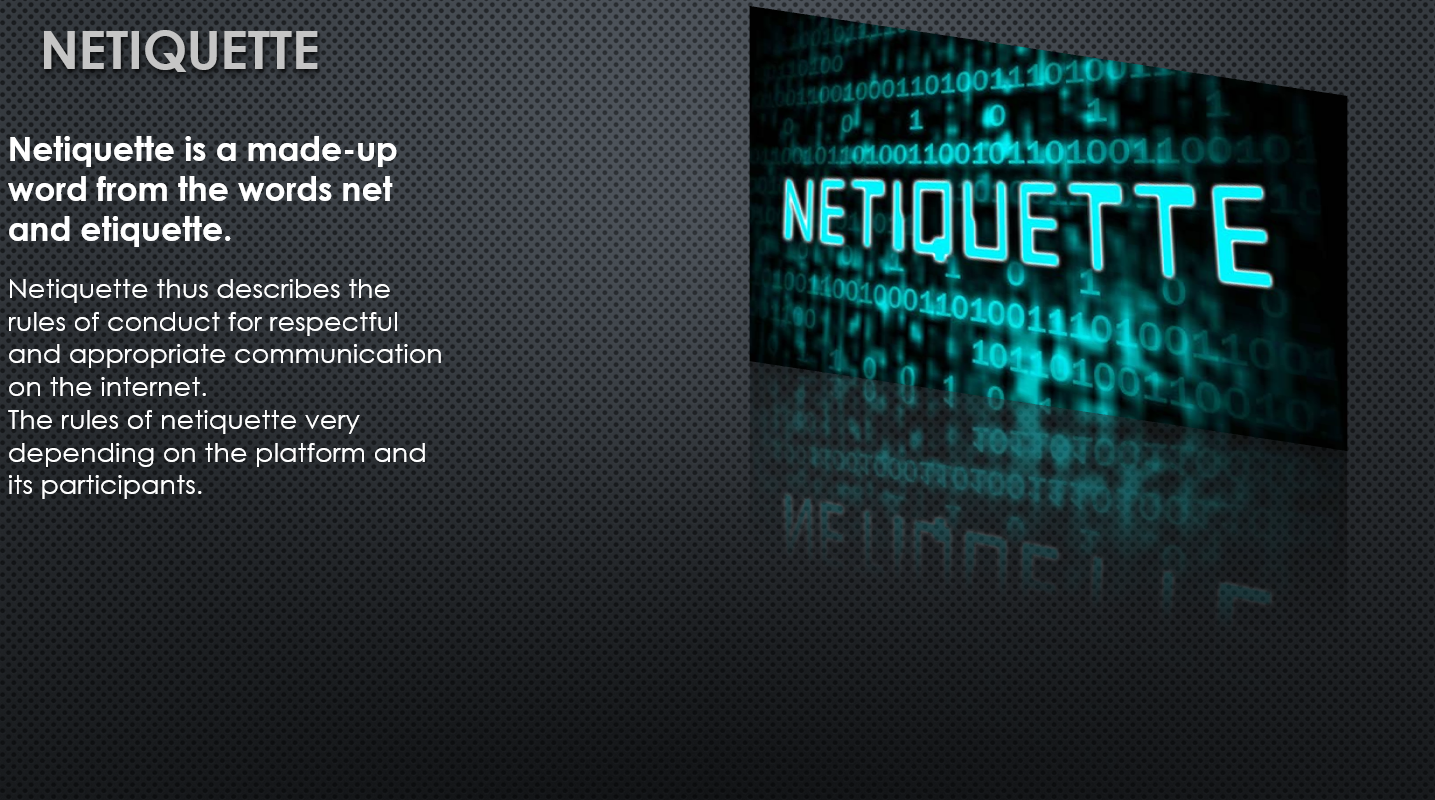 NETIQUETTE
Netiquette is a made-up
word from the words net
and etiquette.
Netiquette thus describes the
rules of conduct for respectful
and appropriate communication
on the internet.
The rules of netiquette very
depending on the platform and
its participants.
NETIQUETTE